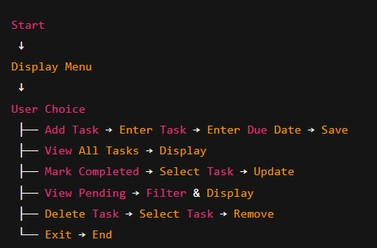 Start
↓
Display Menu
↓
User Choice
├── Add Task → Enter Task → Enter Due Date → Save
├── View All Tasks → Display
├── Mark Completed → Select Task → Update
├── View Pending → Filter & Display
├── Delete Task → Select Task → Remove
└── Exit → End